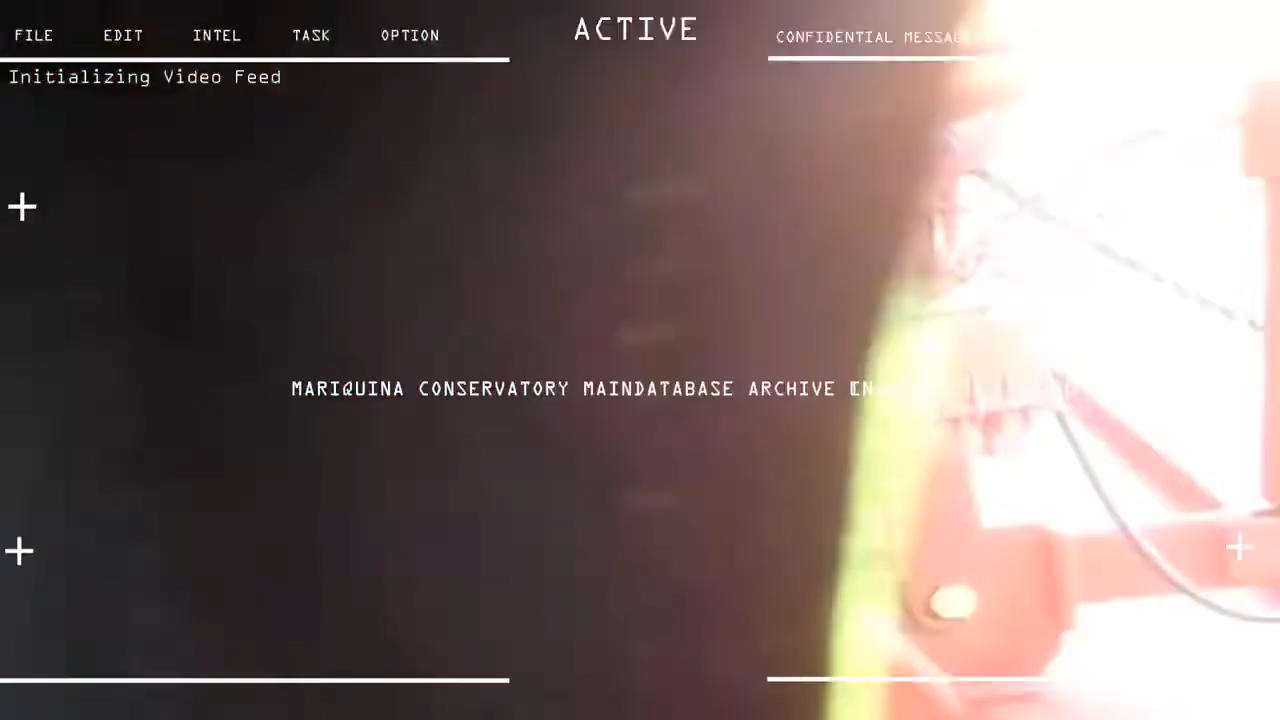 FILE EDIT INTEL TASK OPTION
ACTIVE
CONFIDENTIAL
Initializing Video Feed
MARIQUINA CONSERVATORY MAINDATABASE ARCHIVE